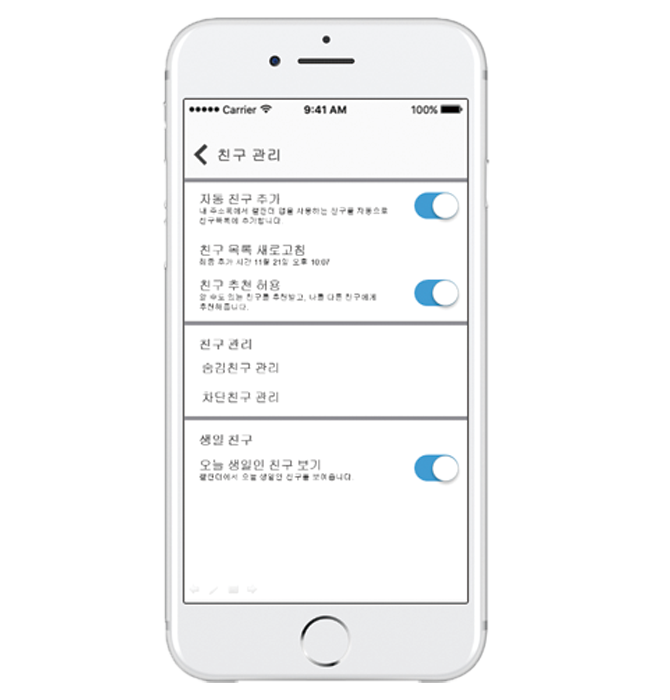 Carrier 9:41 AM 100%
친구 관리
자동 친구 추가
내 주소록에서 캘린더 앱을 사용하는 친구를 자동으로
친구목록에 추가합니다
친구 목록 새로고침
최종 추가 시간 11월 21일 오후 10:07
친구 추천 허용
알 수도 있는 친구를 추천받고, 나를 다른 친구에게
추천해줍니다.
친구 관리
숨김친구 관리
차단친구 관리
생일 친구
오늘 생일인 친구 보기
캘린더에서 오늘 생일인 친구를 보여줍니다.